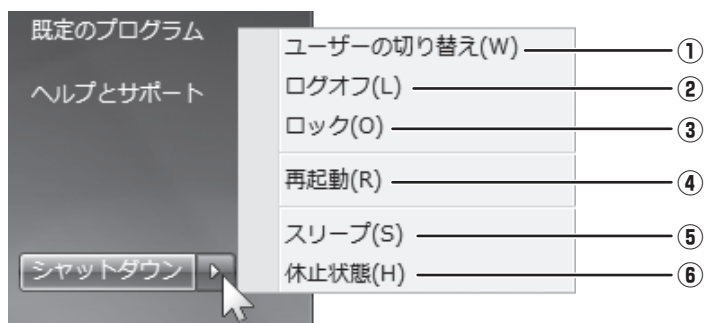 既定のプログラム
ヘルプとサポート
シャットダウン
ユーザーの切り替え(W) ①
ログオフ(L) ②
ロック(O) ③
再起動(R) ④
スリープ(S) ⑤
休止状態(H) ⑥